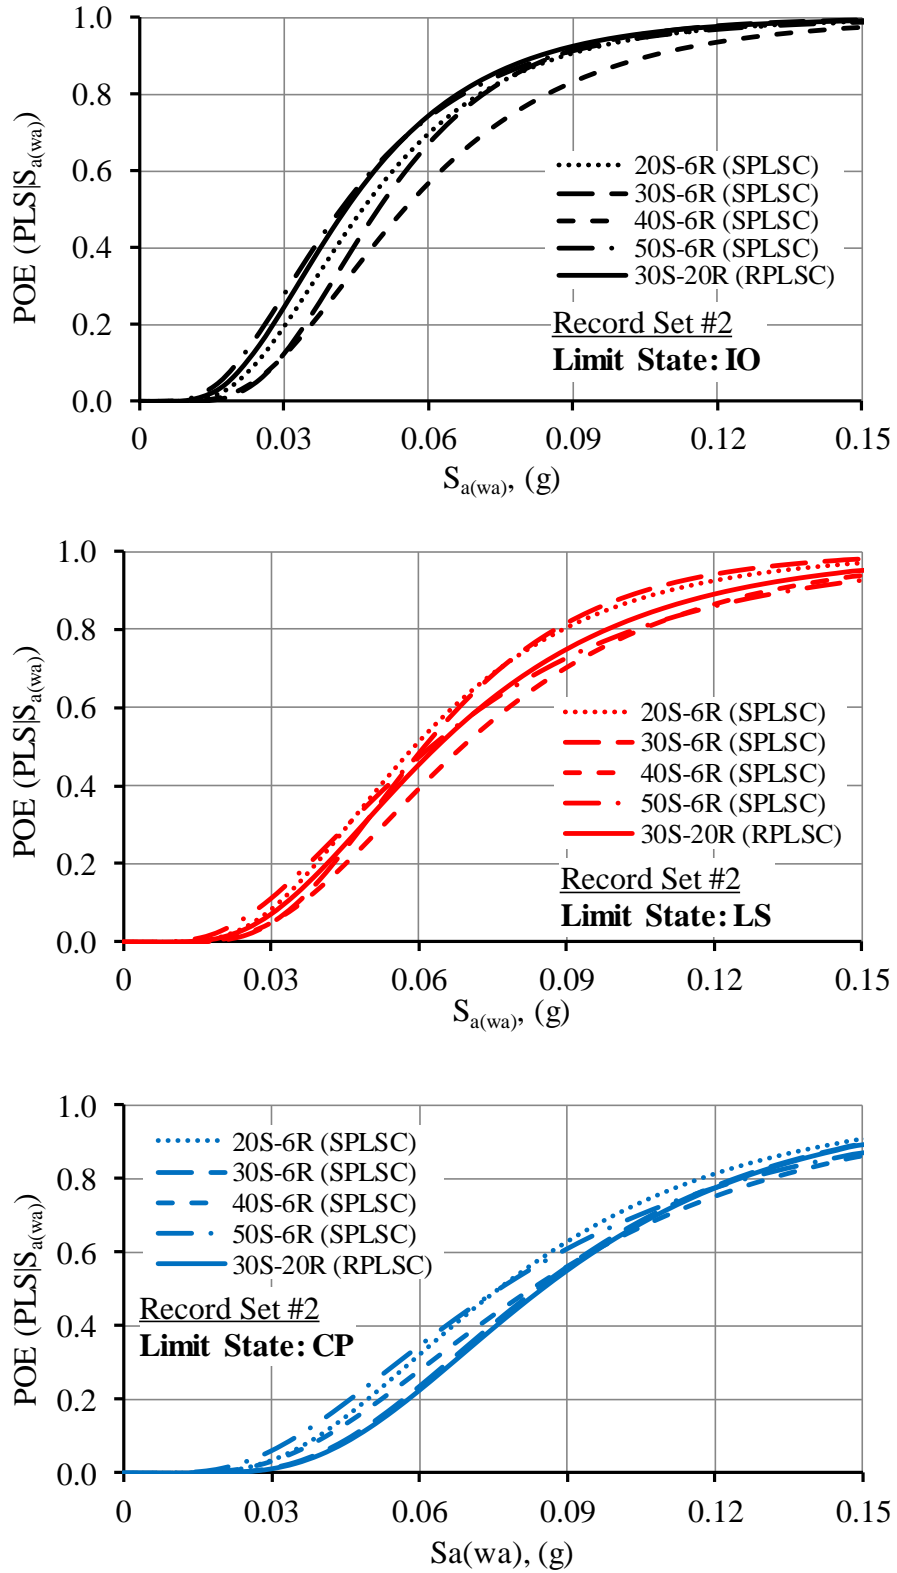 1.0
0.8
0.6
0.4
0.2
0.0
POE (PLS|Sa(wa))
20S-6R (SPLSC)
30S-6R (SPLSC)
40S-6R (SPLSC)
50S-6R (SPLSC)
30S-20R (RPLSC)
Record Set #2
Limit State: IO
0 0.03 0.06 0.09 0.12 0.15
Sa(wa), (g)
1.0
0.8
0.6
0.4
0.2
0.0
POE (PLS|Sa(wa))
20S-6R (SPLSC)
30S-6R (SPLSC)
40S-6R (SPLSC)
50S-6R (SPLSC)
30S-20R (RPLSC)
Record Set #2
Limit State: LS
0 0.03 0.06 0.09 0.12 0.15
Sa(wa), (g)
1.0
0.8
0.6
0.4
0.2
0.0
POE (PLS|Sa(wa))
20S-6R (SPLSC)
30S-6R (SPLSC)
40S-6R (SPLSC)
50S-6R (SPLSC)
30S-20R (RPLSC)
Record Set #2
Limit State: CP
0 0.03 0.06 0.09 0.12 0.15
Sa(wa), (g)